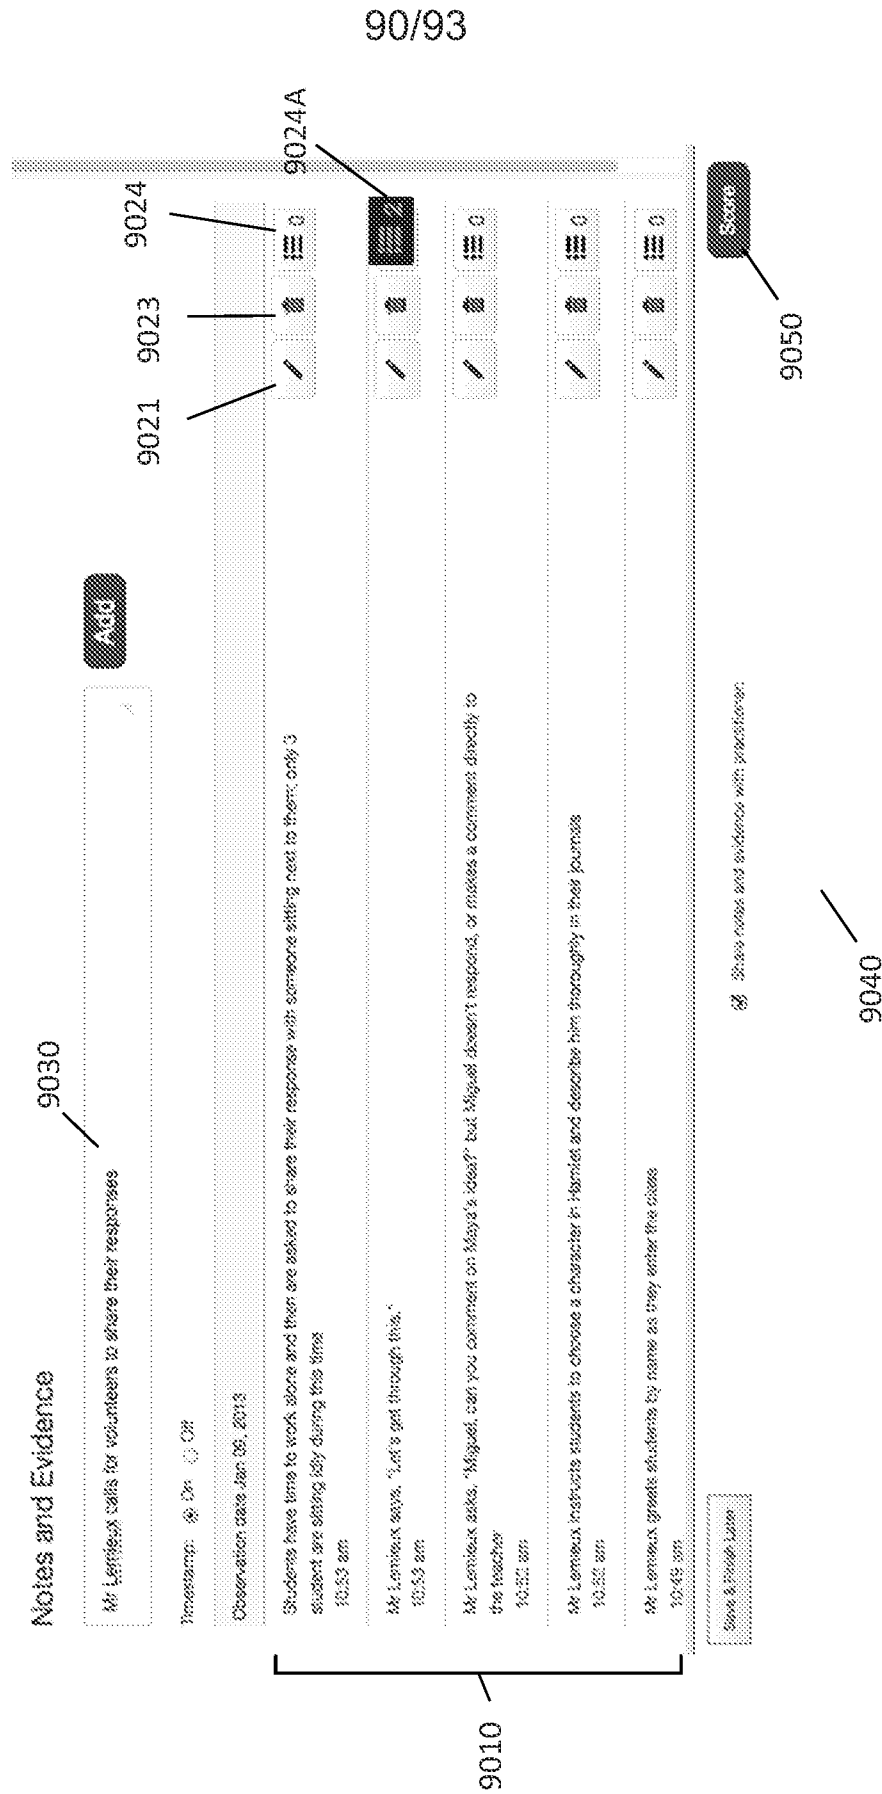 90/93
Notes and Evidence
9030
Mr Lemieux calls for volunteers to share their responses
Add
Timestamp: On Off
9021
9023
9024
9024A
Observation date Jan 09, 2013
Students have time to work alone and then are asked to share their response with someone sitting next to them; only 3
student are sitting idly during this time
10:53 am
0
Mr Lemieux says, "Let's get through this."
10:53 am
Mr Lemieux asks, "Miguel, can you comment on Maya's idea?" but Miguel doesn't respond, or makes a comment directly to
the teacher
10:52 am
0
Mr Lemieux instructs students to choose a character in Hamlet and describe him thoroughly in their journals
10:50 am
0
Mr Lemieux greets students by name as they enter the class
10:49 am
0
9010
Save & finish later
Share notes and evidence with practitioner
Score
9050
9040